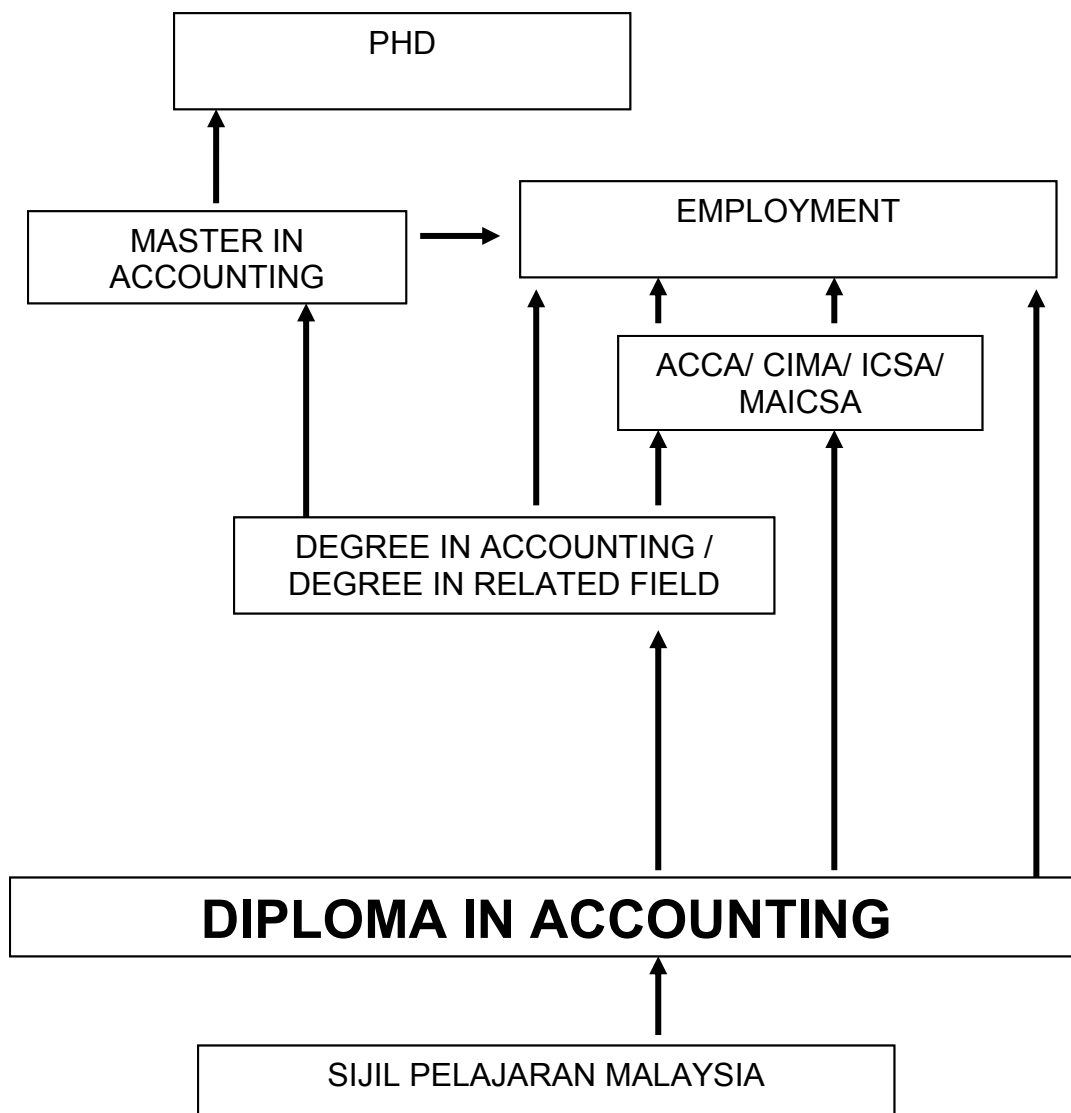 PHD
EMPLOYMENT
MASTER IN
ACCOUNTING
ACCA/ CIMA/ ICSA/
MAICSA
DEGREE IN ACCOUNTING /
DEGREE IN RELATED FIELD
DIPLOMA IN ACCOUNTING
SIJIL PELAJARAN MALAYSIA